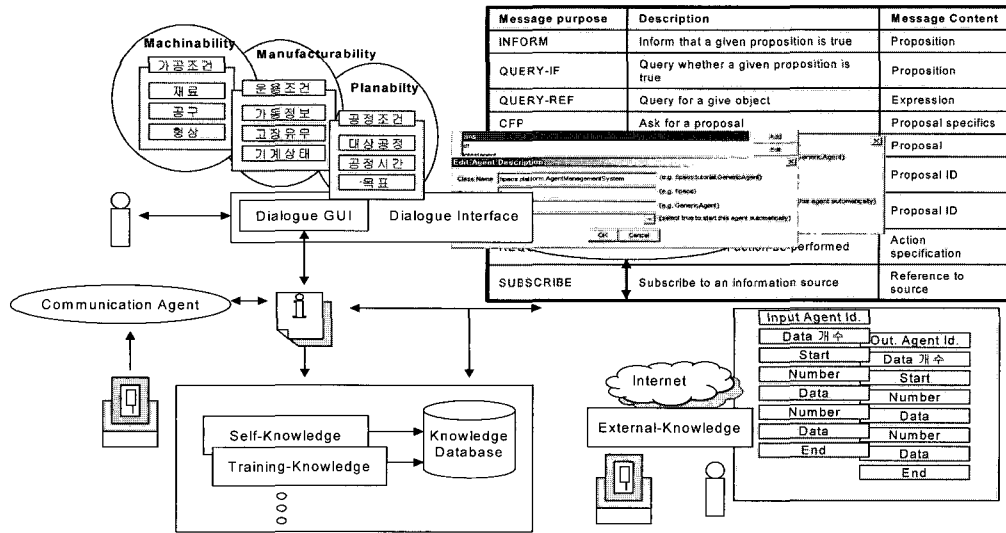 Machinability
Manufacturability
Planabilty
가공조건
재료
공구
형상
운용조건
가동정보
고장유무
기계상태
공정조건
대상공정
공정시간
목표
Dialogue GUI
Dialogue Interface
Communication Agent
Self-Knowledge
Training-Knowledge
Knowledge
Database
Message purpose
Description
Message Content
INFORM
Inform that a given proposition is true
Proposition
QUERY-IF
Query whether a given proposition is
true
Proposition
QUERY-REF
Query for a give object
Expression
CFP
Ask for a proposal
Proposal specifics
Proposal
Proposal ID
Proposal ID
Action
specification
SUBSCRIBE
Subscribe to an information source
Reference to
source
Edit Agent Description
Class Name
(e.g. GenericAgent)
(select true to start this agent automatically)
OK
Cancel
Internet
External-Knowledge
Input Agent Id.
Data 개수
Start
Number
Data
Number
Data
End
Out. Agent Id.
Data 개수
Start
Number
Data
Number
Data
End